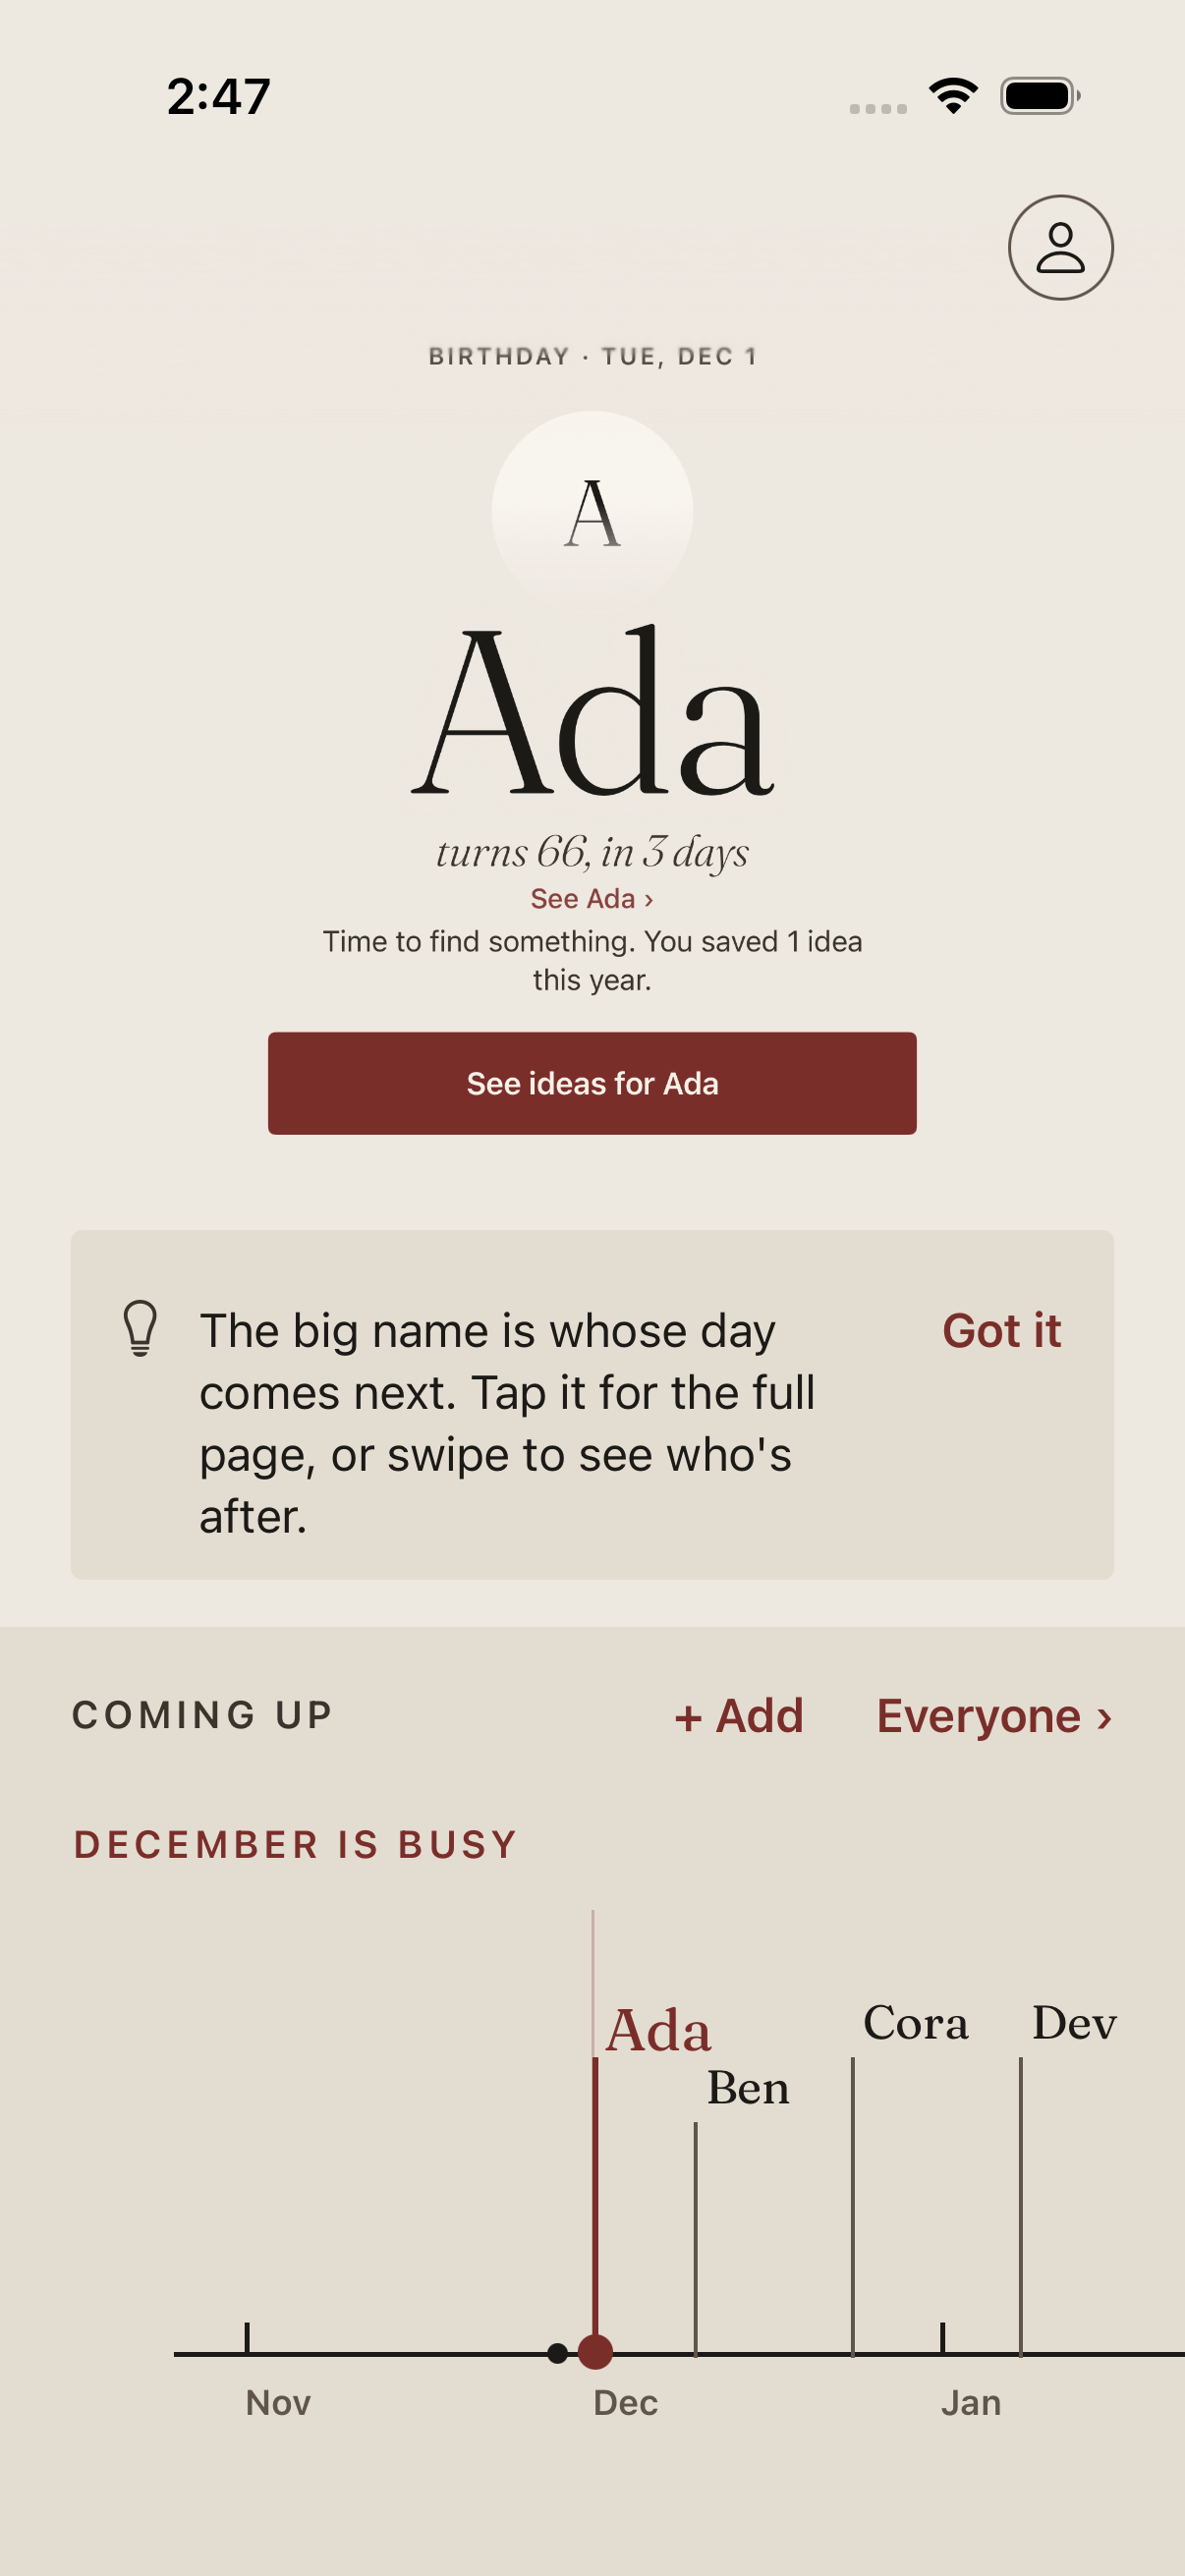 2:47
BIRTHDAY · TUE, DEC 1
A
Ada
turns 66, in 3 days
See Ada ›
Time to find something. You saved 1 idea
this year.
See ideas for Ada
The big name is whose day
comes next. Tap it for the full
page, or swipe to see who's
after.
Got it
COMING UP
+ Add
Everyone ›
DECEMBER IS BUSY
Ada
Ben
Cora
Dev
Nov
Dec
Jan